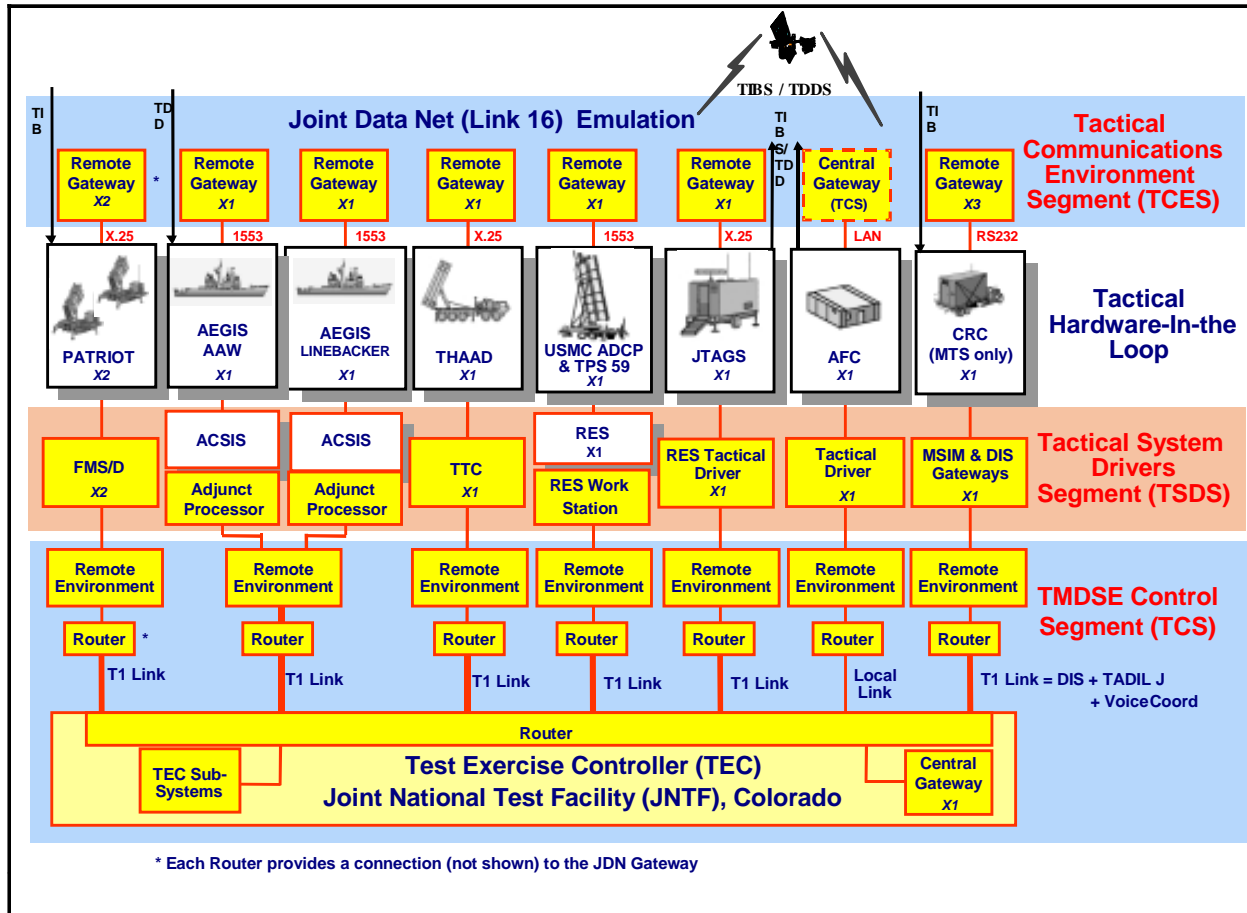 TIBS / TDDS
TI
B
TD
D
Joint Data Net (Link 16) Emulation
TI
B
S/
TD
D
TI
B
Tactical
Communications
Environment
Segment (TCES)
Remote
Gateway
X2
*
Remote
Gateway
X1
Remote
Gateway
X1
Remote
Gateway
X1
Remote
Gateway
X1
Remote
Gateway
X1
Central
Gateway
(TCS)
Remote
Gateway
X3
X.25
1553
1553
X.25
1553
X.25
LAN
RS232
PATRIOT
X2
AEGIS
AAW
X1
AEGIS
LINEBACKER
X1
THAAD
X1
USMC ADCP
& TPS 59
X1
JTAGS
X1
AFC
X1
CRC
(MTS only)
X1
Tactical
Hardware-In-the
Loop
FMS/D
X2
ACSIS
Adjunct
Processor
ACSIS
Adjunct
Processor
TTC
X1
RES
X1
RES Work
Station
RES Tactical
Driver
X1
Tactical
Driver
X1
MSIM & DIS
Gateways
X1
Tactical System
Drivers
Segment (TSDS)
Remote
Environment
Remote
Environment
Remote
Environment
Remote
Environment
Remote
Environment
Remote
Environment
Remote
Environment
TMDSE Control
Segment (TCS)
Router
*
Router
Router
Router
Router
Router
Router
T1 Link
T1 Link
T1 Link
T1 Link
T1 Link
Local
Link
T1 Link = DIS + TADIL J
+ VoiceCoord
Router
TEC Sub-
Systems
Test Exercise Controller (TEC)
Joint National Test Facility (JNTF), Colorado
Central
Gateway
X1
* Each Router provides a connection (not shown) to the JDN Gateway